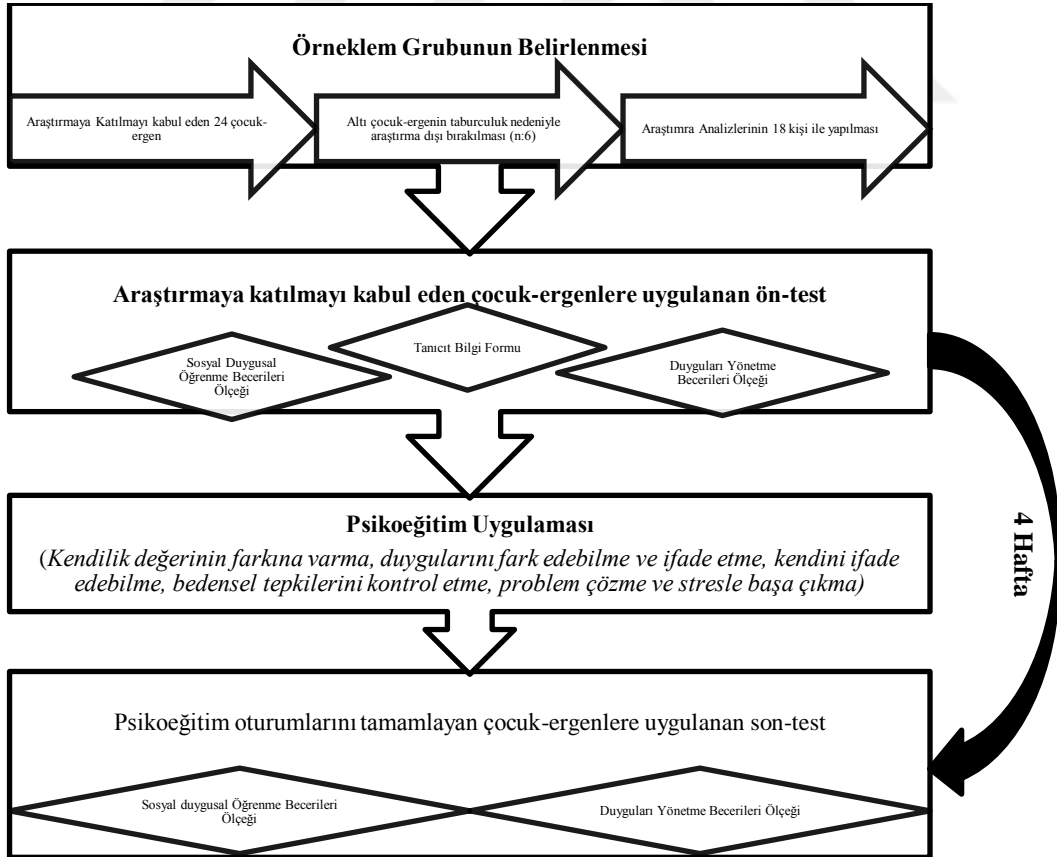 Örneklem Grubunun Belirlenmesi
Araştırmaya Katılmayı kabul eden 24 çocuk-
ergen
Altı çocuk-ergenin taburculuk nedeniyle
araştırma dışı bırakılması (n:6)
Araştımra Analizlerinin 18 kişi ile yapılması
Araştırmaya katılmayı kabul eden çocuk-ergenlere uygulanan ön-test
Sosyal Duygusal
Öğrenme Becerileri
Ölçeği
Tanıcıt Bilgi Formu
Duyguları Yönetme
Becerileri Ölçeği
4 Hafta
Psikoeğitim Uygulaması
(Kendilik değerinin farkına varma, duygularını fark edebilme ve ifade etme, kendini ifade
edebilme, bedensel tepkilerini kontrol etme, problem çözme ve stresle başa çıkma)
Psikoeğitim oturumlarını tamamlayan çocuk-ergenlere uygulanan son-test
Sosyal duygusal Öğrenme Becerileri
Ölçeği
Duyguları Yönetme Becerileri Ölçeği